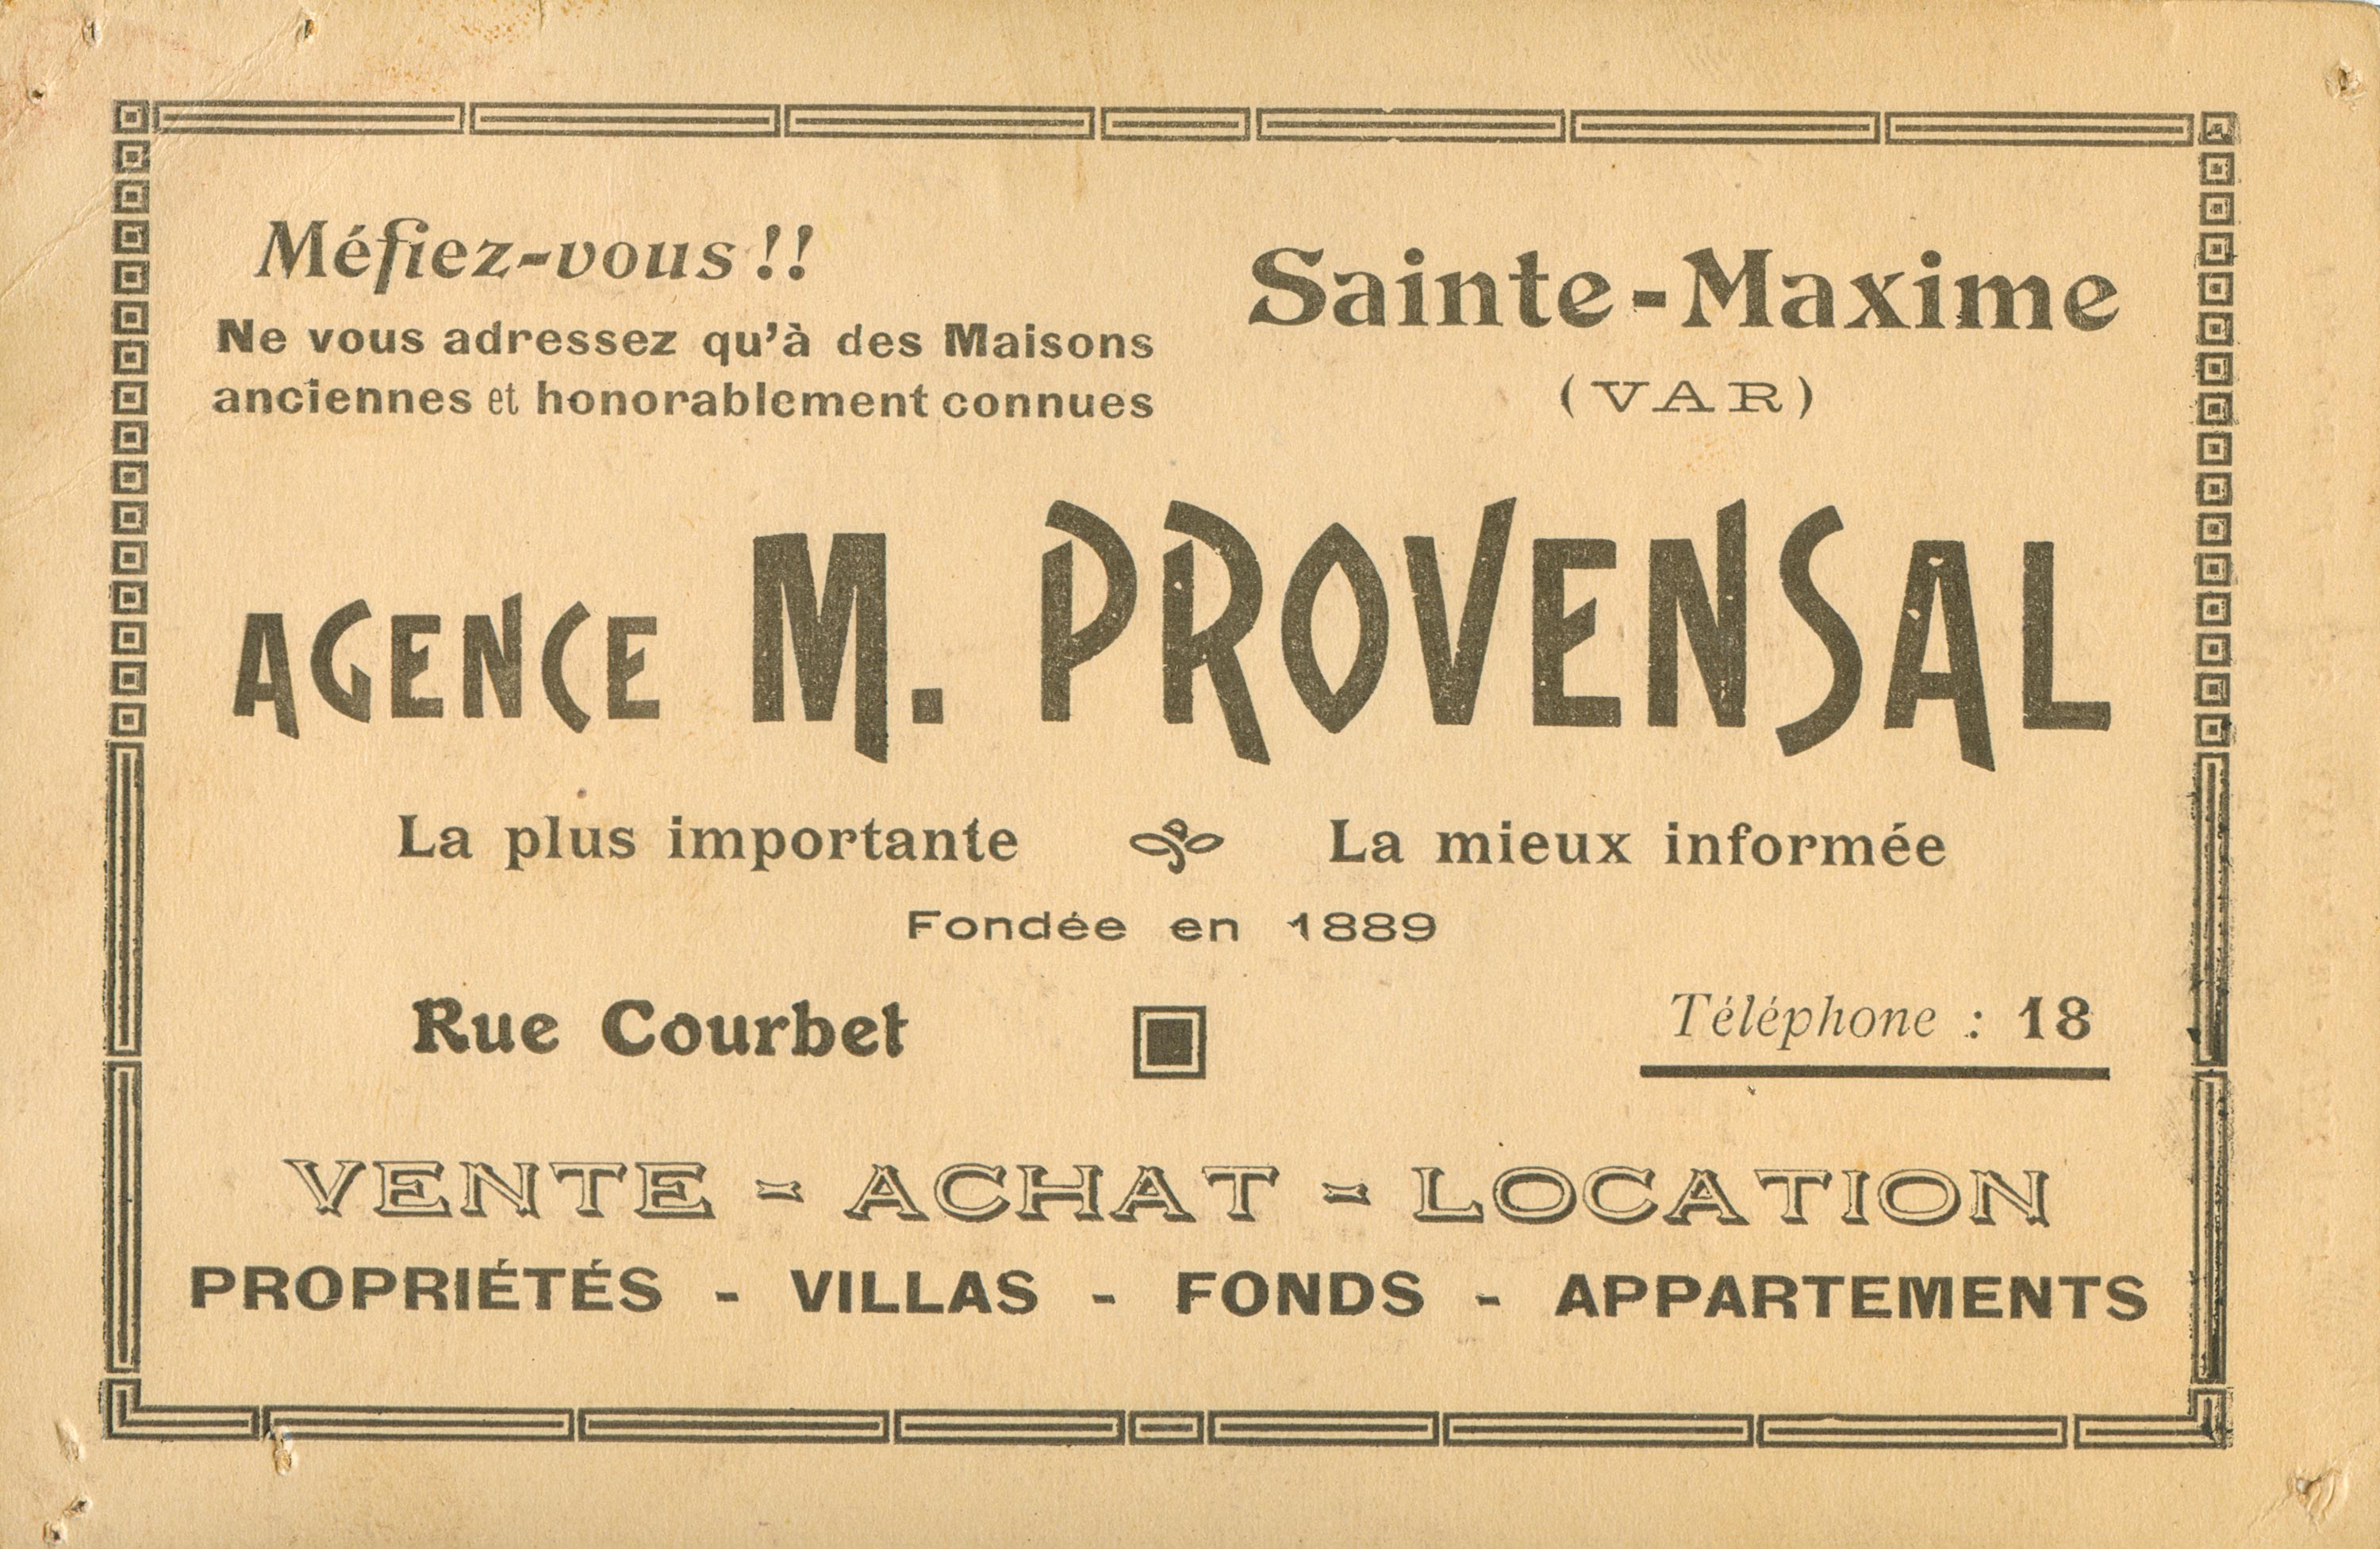 Méfiez-vous !!
Ne vous adressez qu'à des Maisons
anciennes et honorablement connues
Sainte-Maxime
(VAR)
AGENCE M. PROVENSAL
La plus importante La mieux informée
Fondée en 1889
Rue Courbet Téléphone : 18
VENTE - ACHAT - LOCATION
PROPRIÉTÉS - VILLAS - FONDS - APPARTEMENTS